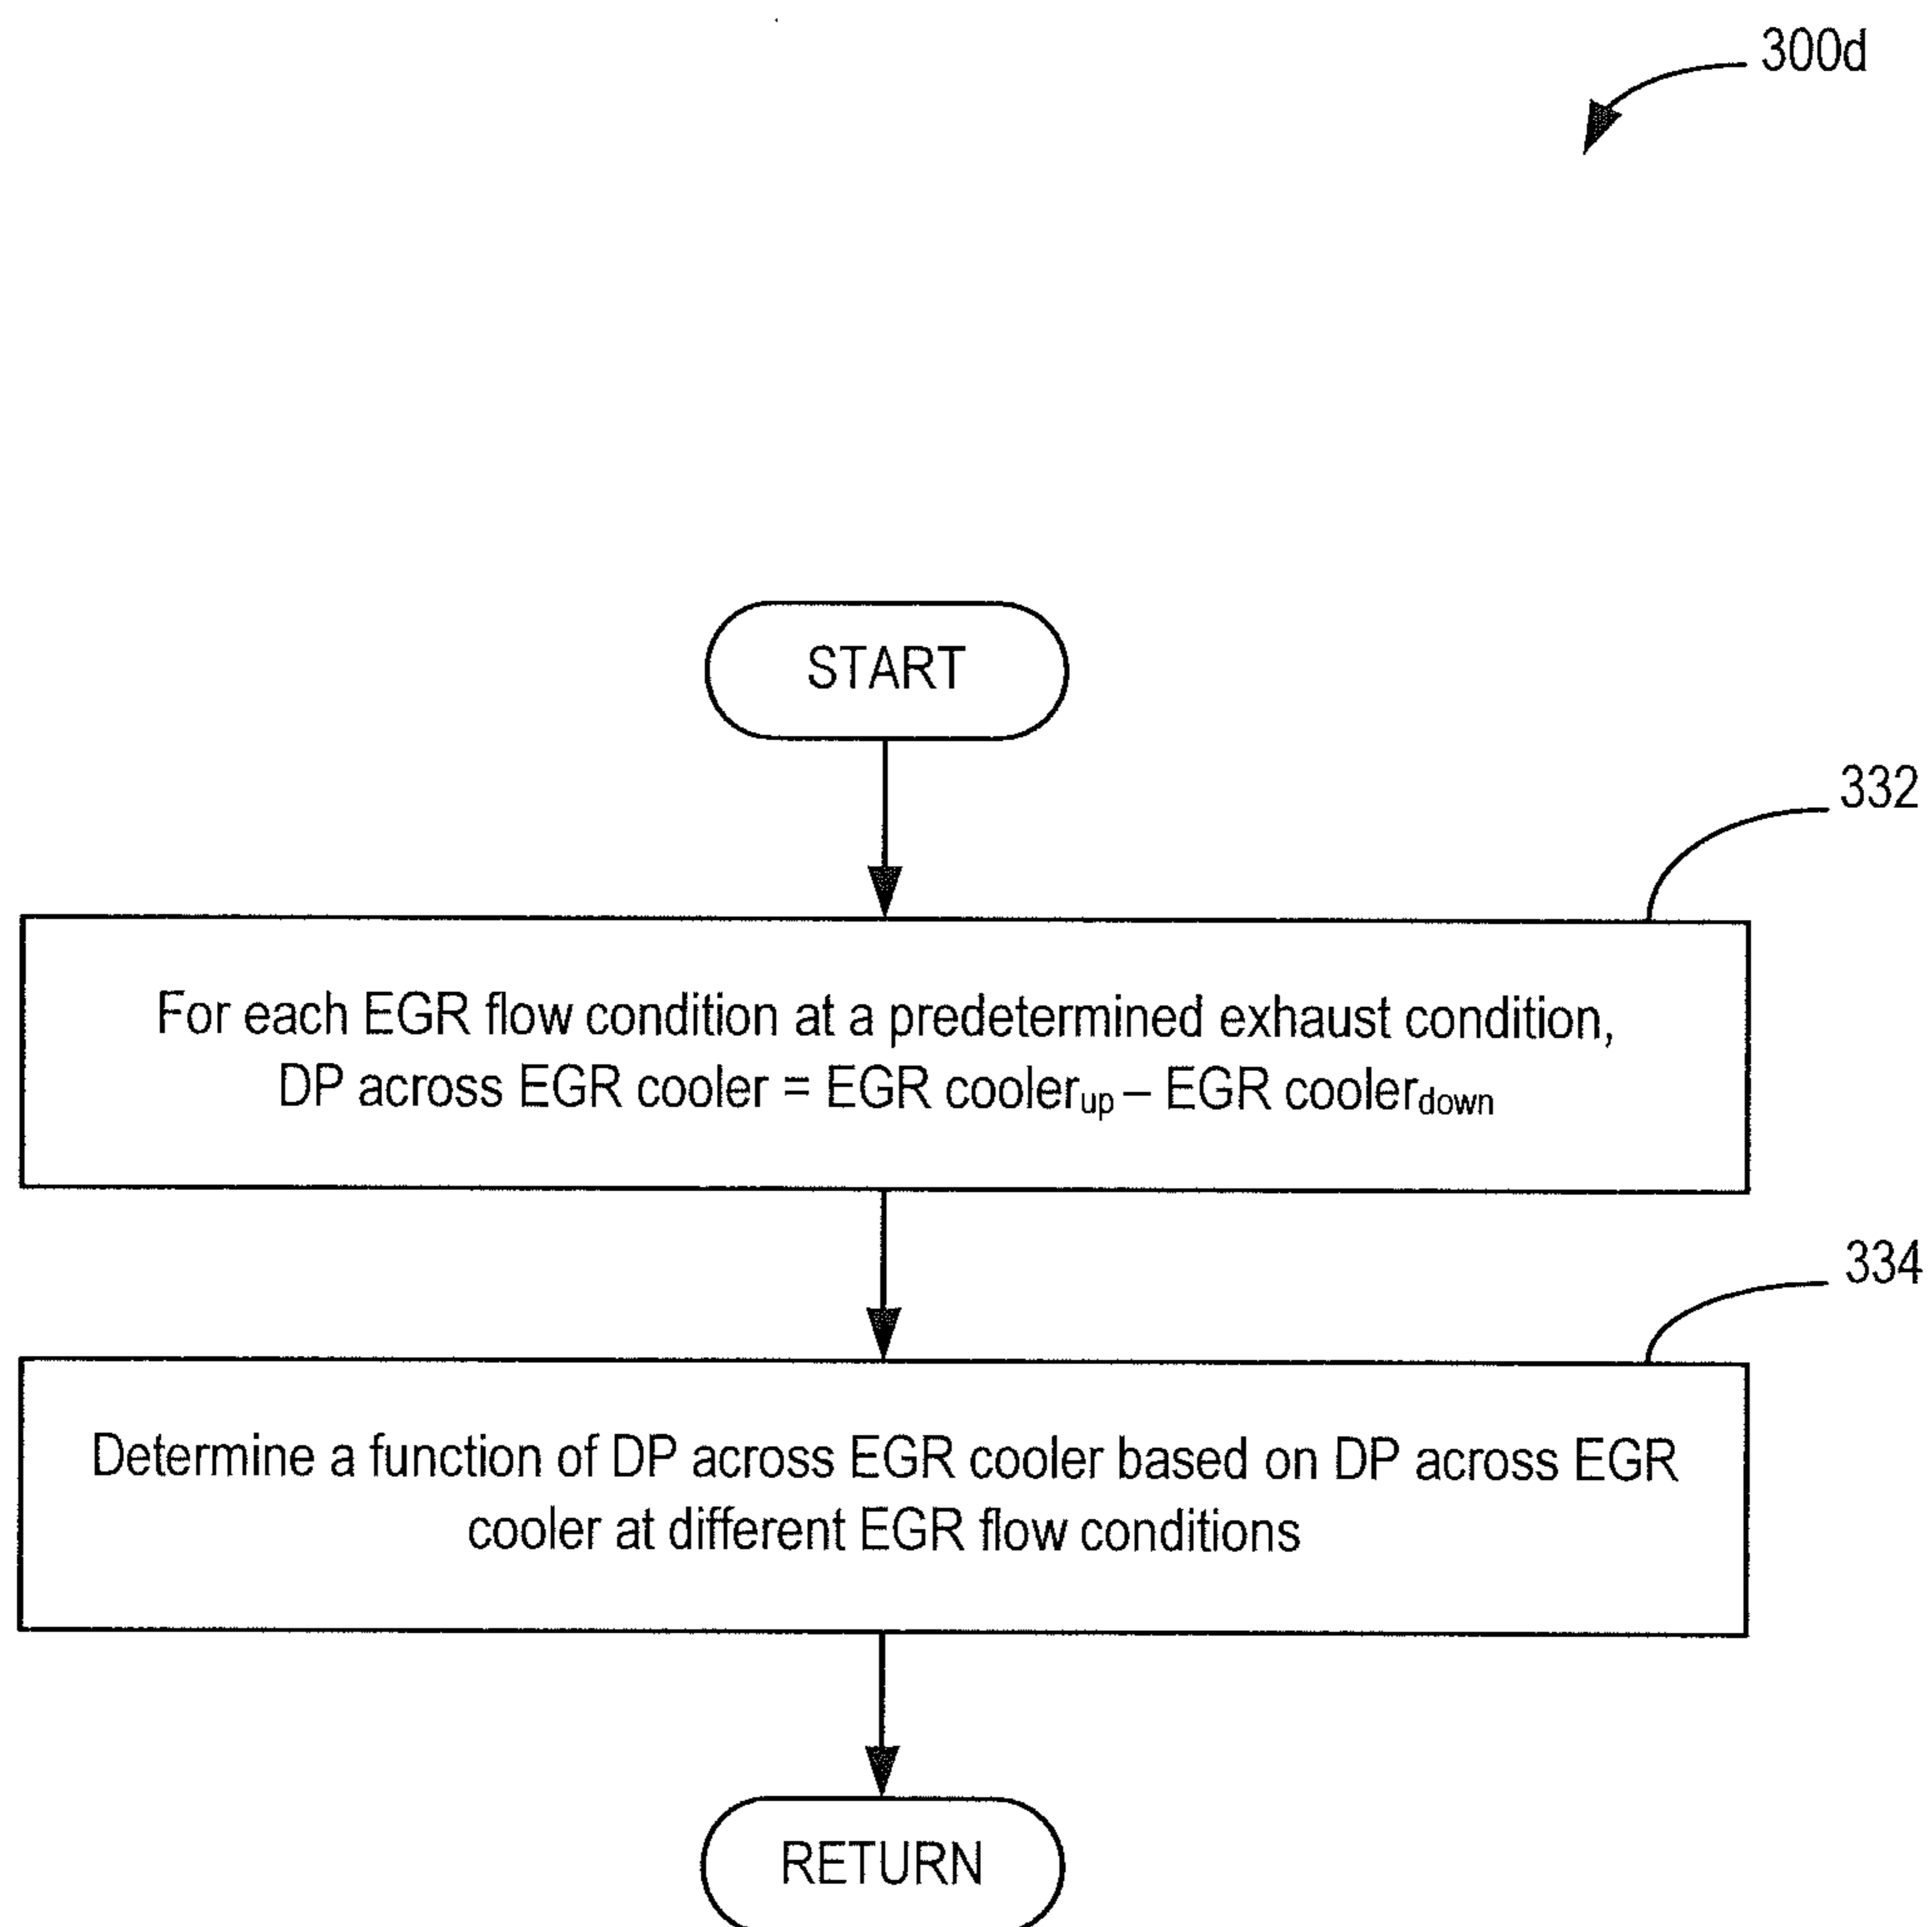 300d
START
332
For each EGR flow condition at a predetermined exhaust condition,
DP across EGR cooler = EGR cooler_up – EGR cooler_down
334
Determine a function of DP across EGR cooler based on DP across EGR
cooler at different EGR flow conditions
RETURN